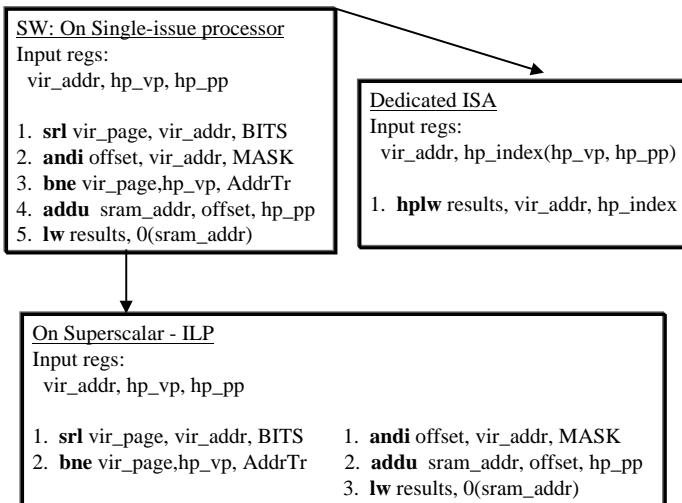 SW: On Single-issue processor
Input regs:
vir_addr, hp_vp, hp_pp
1. srl vir_page, vir_addr, BITS
2. andi offset, vir_addr, MASK
3. bne vir_page,hp_vp, AddrTr
4. addu sram_addr, offset, hp_pp
5. lw results, 0(sram_addr)
Dedicated ISA
Input regs:
vir_addr, hp_index(hp_vp, hp_pp)
1. hplw results, vir_addr, hp_index
On Superscalar - ILP
Input regs:
vir_addr, hp_vp, hp_pp
1. srl vir_page, vir_addr, BITS
2. bne vir_page,hp_vp, AddrTr
1. andi offset, vir_addr, MASK
2. addu sram_addr, offset, hp_pp
3. lw results, 0(sram_addr)